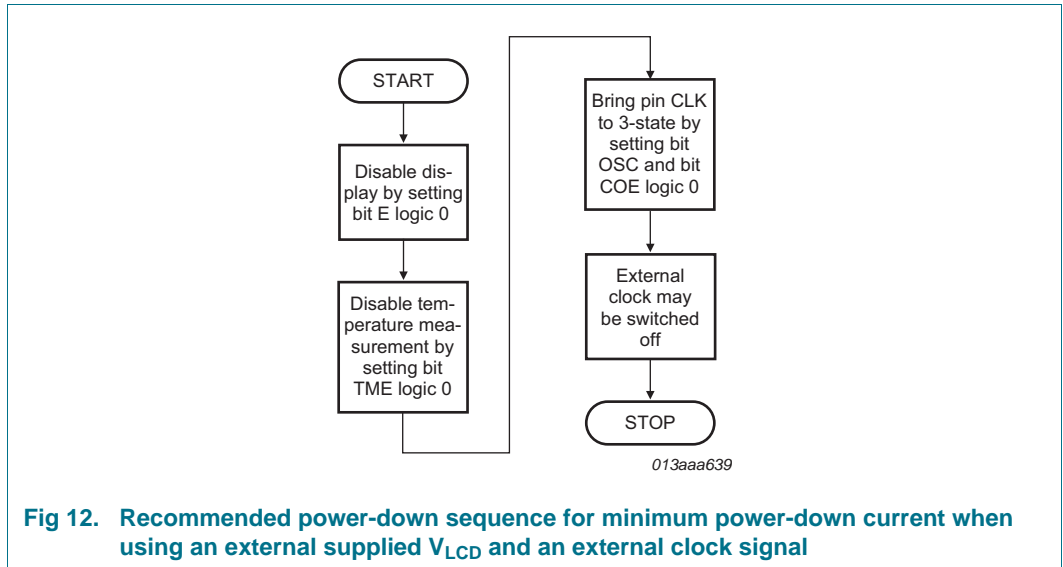 START
Disable dis-
play by setting
bit E logic 0
Disable tem-
perature mea-
surement by
setting bit
TME logic 0
Bring pin CLK
to 3-state by
setting bit
OSC and bit
COE logic 0
External
clock may
be switched
off
STOP
013aaa639
Fig 12. Recommended power-down sequence for minimum power-down current when
using an external supplied VLCD and an external clock signal